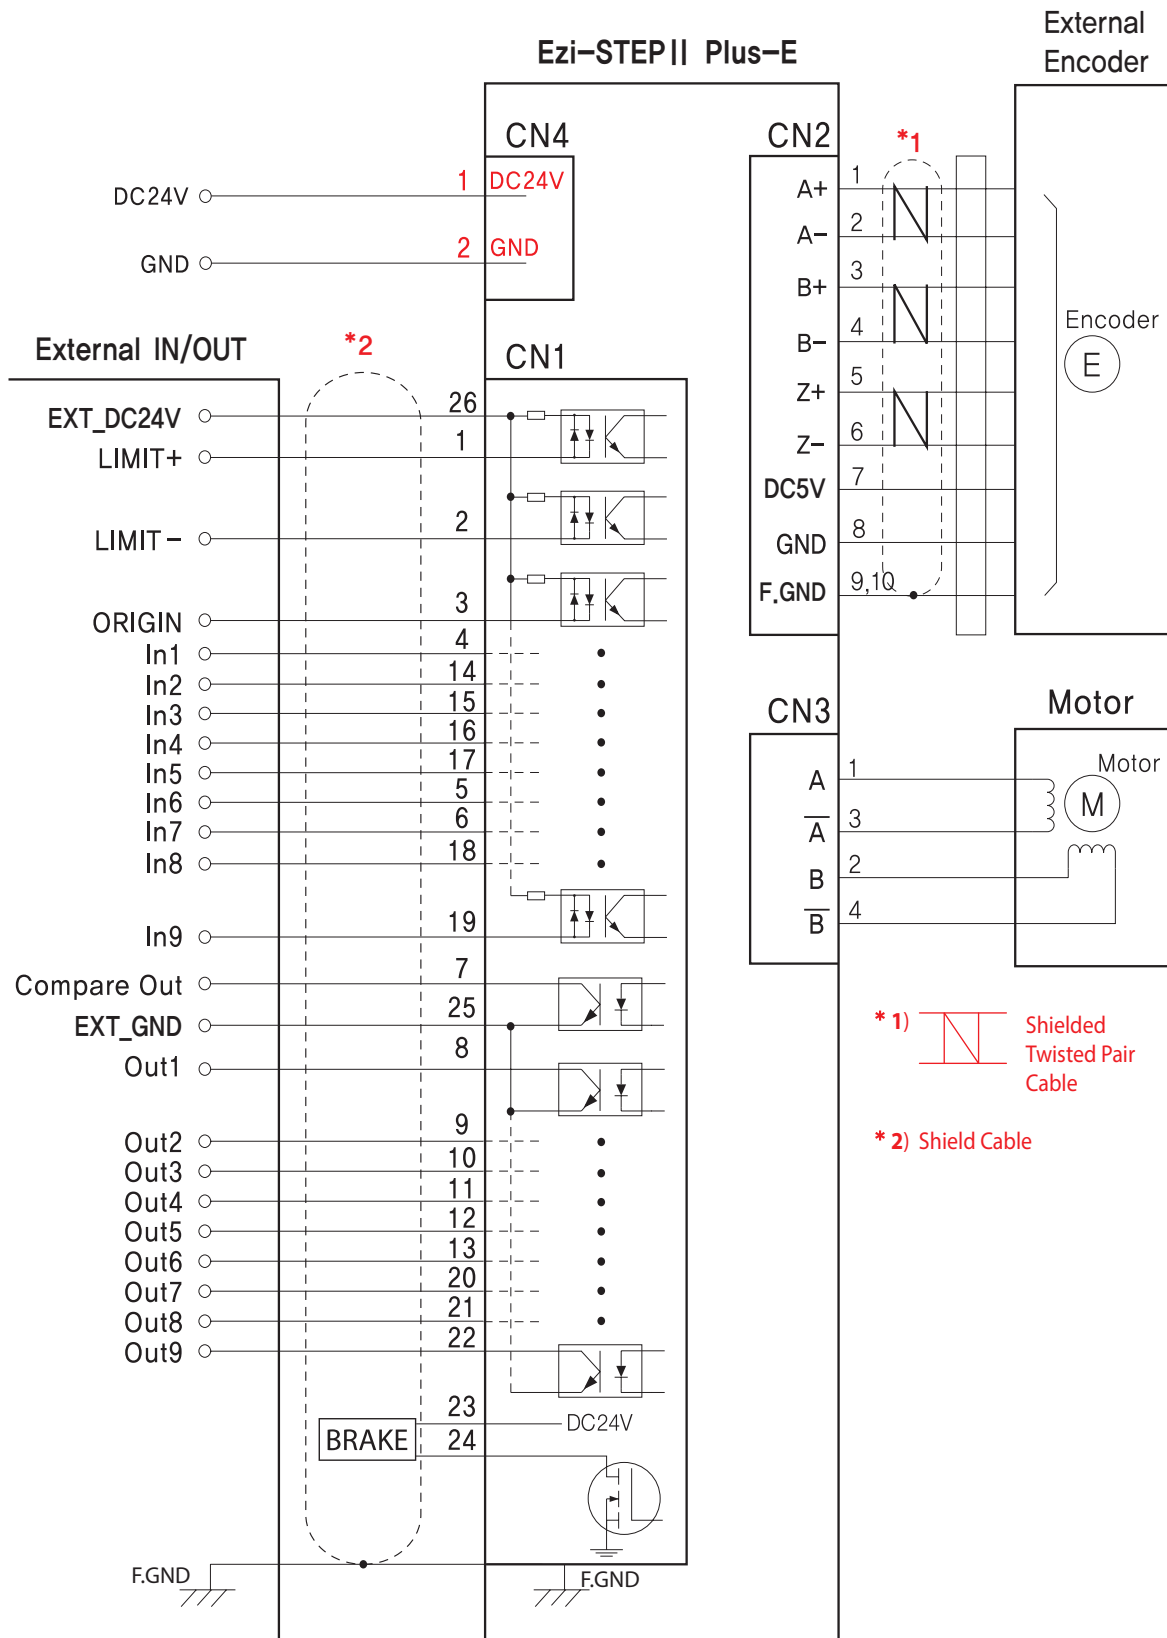 External
Encoder
Ezi-STEPⅡ Plus-E
CN4
1 DC24V
DC24V
2 GND
GND
CN2
*1
A+ 1
A- 2
B+ 3
B- 4
Z+ 5
Z- 6
DC5V 7
GND 8
F.GND 9,10
Encoder
E
External IN/OUT
*2
CN1
EXT_DC24V 26
LIMIT+ 1
LIMIT- 2
ORIGIN 3
In1 4
In2 14
In3 15
In4 16
In5 17
In6 5
In7 6
In8 18
In9 19
Compare Out 7
EXT_GND 25
Out1 8
Out2 9
Out3 10
Out4 11
Out5 12
Out6 13
Out7 20
Out8 21
Out9 22
BRAKE
23
24
DC24V
F.GND
F.GND
CN3
Motor
A 1
A̅ 3
B 2
B̅ 4
Motor
M
* 1)
Shielded
Twisted Pair
Cable
* 2) Shield Cable